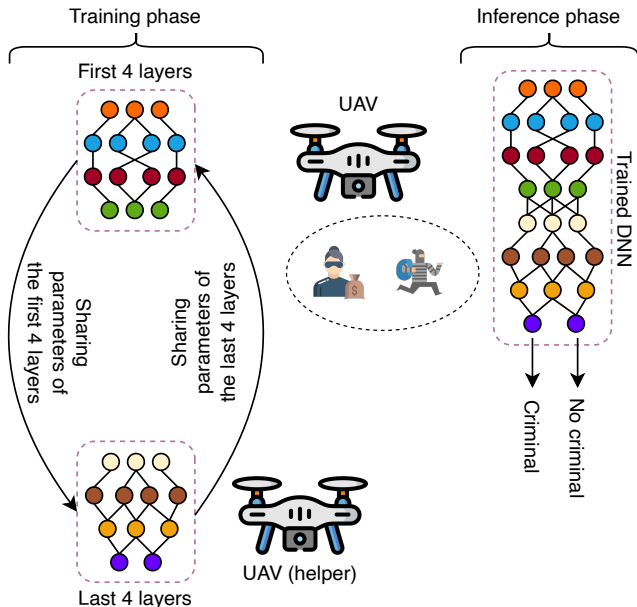 Training phase
Inference phase
First 4 layers
UAV
Trained DNN
Sharing
parameters of
the first 4 layers
Sharing
parameters of
the last 4 layers
$
Criminal
No criminal
UAV (helper)
Last 4 layers